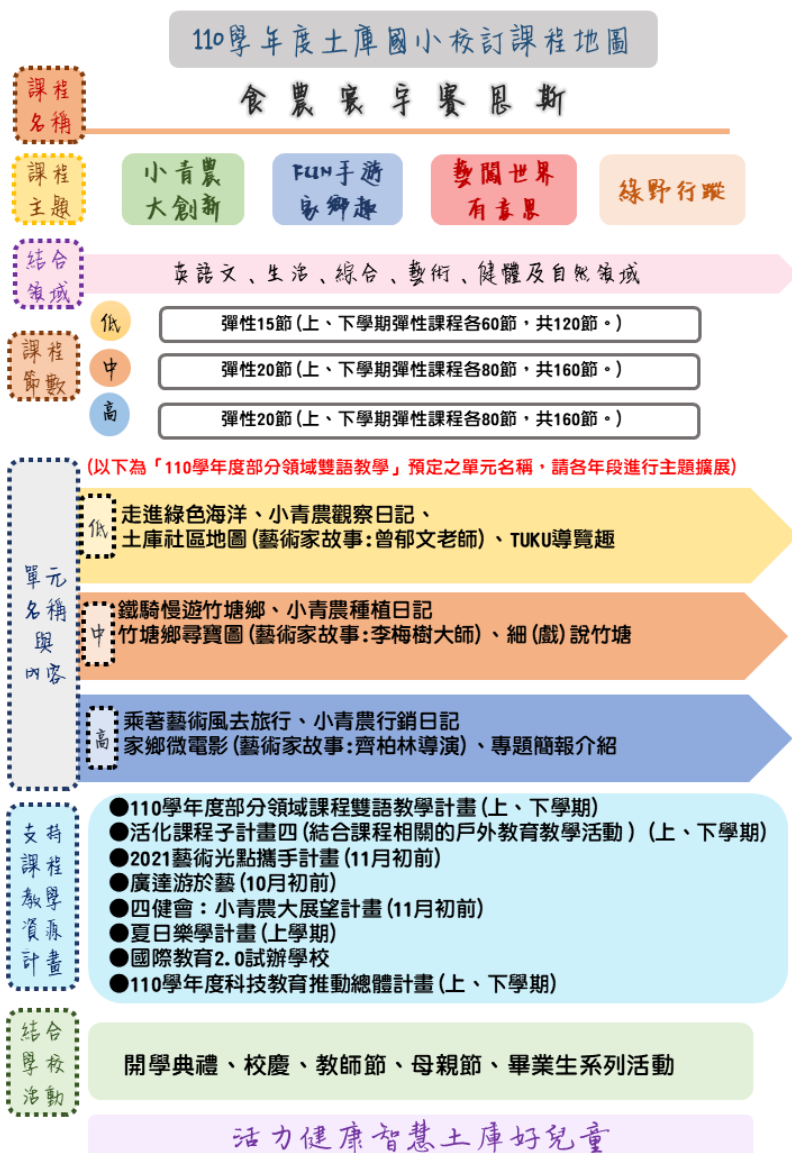 110學年度土庫國小校訂課程地圖
課程
名稱
食農寰宇賽恩斯
課程
主題
小青農
大創新
FUN手遊
家鄉趣
藝閱世界
有意思
綠野行蹤
結合
領域
英語文、生活、綜合、藝術、健體及自然領域
課程
節數
低
彈性15節(上、下學期彈性課程各60節,共120節。)
中
彈性20節(上、下學期彈性課程各80節,共160節。)
高
彈性20節(上、下學期彈性課程各80節,共160節。)
(以下為「110學年度部分領域雙語教學」預定之單元名稱,請各年段進行主題擴展)
單元
名稱
與
內容
低
走進綠色海洋、小青農觀察日記、
土庫社區地圖(藝術家故事:曾郁文老師)、TUKU導覽趣
中
鐵騎慢遊竹塘鄉、小青農種植日記
竹塘鄉尋寶圖(藝術家故事:李梅樹大師)、細(戲)說竹塘
高
乘著藝術風去旅行、小青農行銷日記
家鄉微電影(藝術家故事:齊柏林導演)、專題簡報介紹
支持
課程
教學
資源
計畫
●110學年度部分領域課程雙語教學計畫(上、下學期)
●活化課程子計畫四(結合課程相關的戶外教育教學活動)(上、下學期)
●2021藝術光點攜手計畫(11月初前)
●廣達游於藝(10月初前)
●四健會:小青農大展望計畫(11月初前)
●夏日樂學計畫(上學期)
●國際教育2.0試辦學校
●110學年度科技教育推動總體計畫(上、下學期)
結合
學校
活動
開學典禮、校慶、教師節、母親節、畢業生系列活動
活力健康智慧土庫好兒童